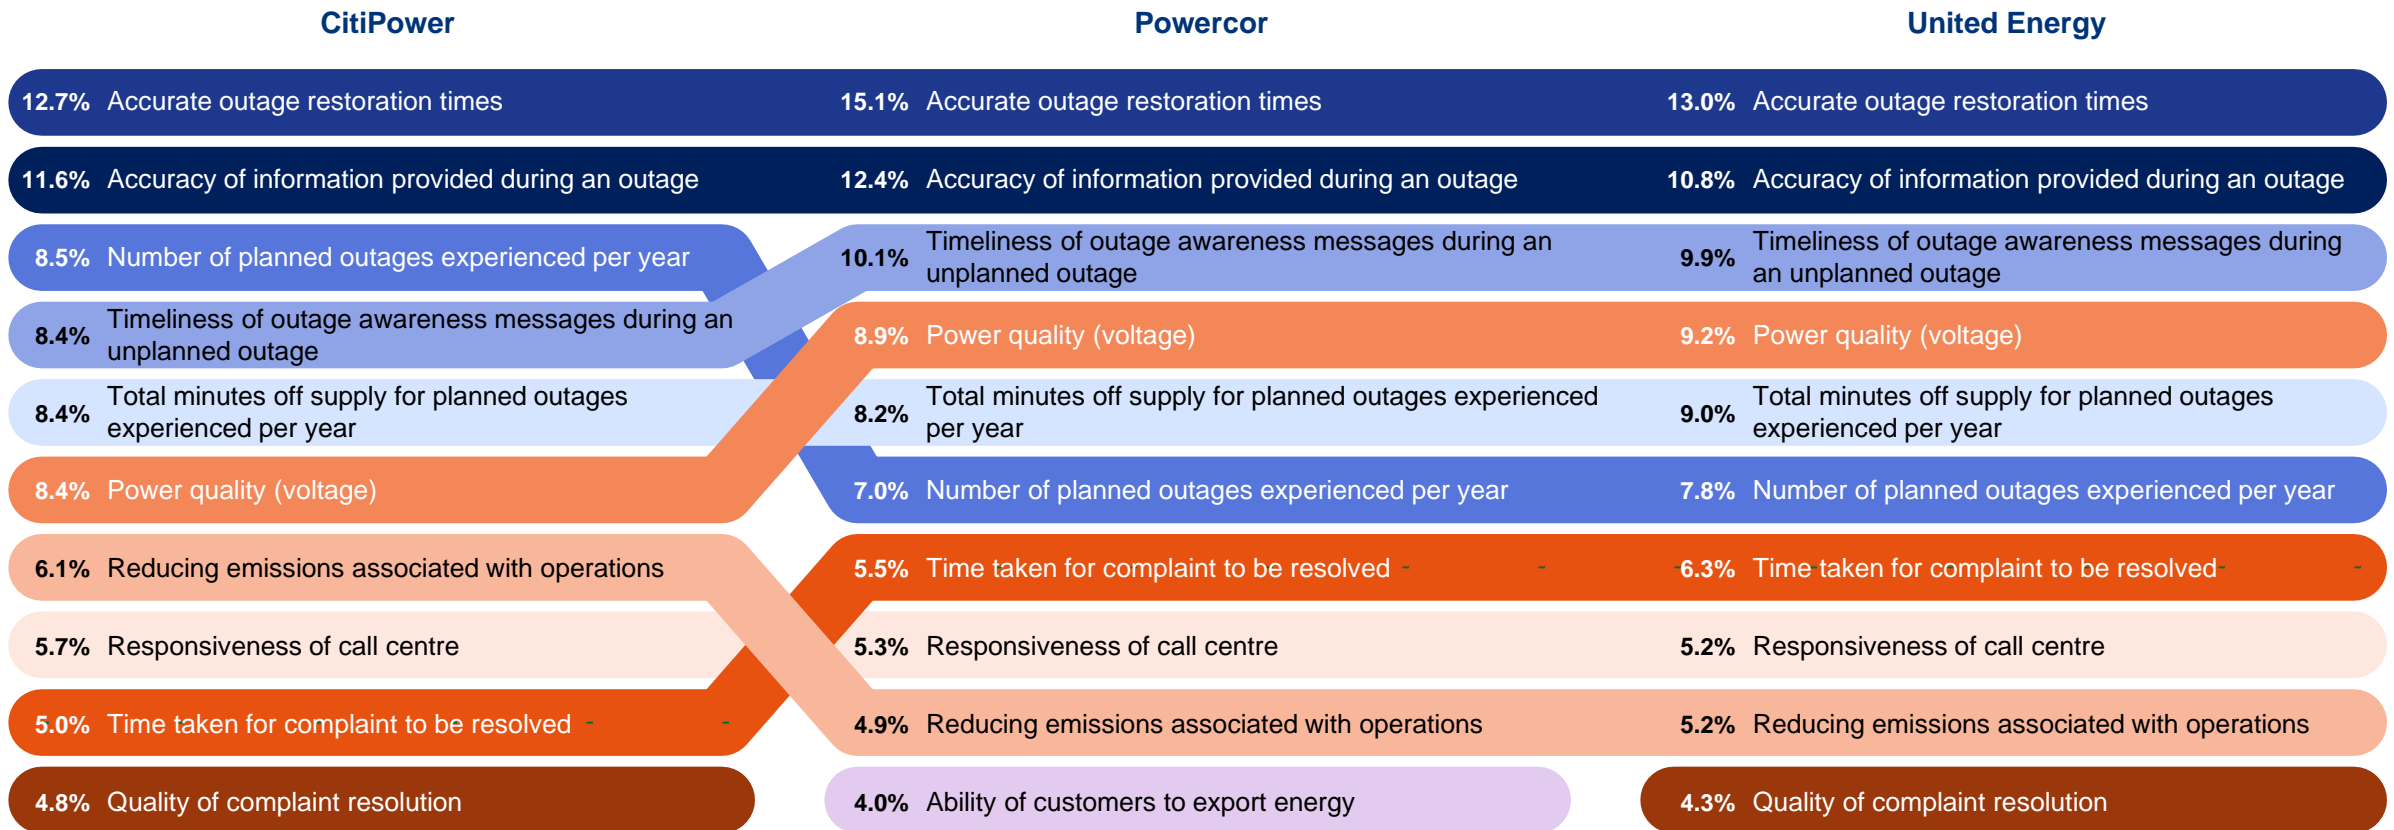 CitiPower
Powercor
United Energy
12.7% Accurate outage restoration times
15.1% Accurate outage restoration times
13.0% Accurate outage restoration times
11.6% Accuracy of information provided during an outage
12.4% Accuracy of information provided during an outage
10.8% Accuracy of information provided during an outage
8.5% Number of planned outages experienced per year
10.1% Timeliness of outage awareness messages during an
unplanned outage
9.9% Timeliness of outage awareness messages during
an unplanned outage
8.4% Timeliness of outage awareness messages during an
unplanned outage
8.9% Power quality (voltage)
9.2% Power quality (voltage)
8.4% Total minutes off supply for planned outages
experienced per year
8.2% Total minutes off supply for planned outages experienced
per year
9.0% Total minutes off supply for planned outages
experienced per year
8.4% Power quality (voltage)
7.0% Number of planned outages experienced per year
7.8% Number of planned outages experienced per year
6.1% Reducing emissions associated with operations
5.5% Time taken for complaint to be resolved
6.3% Time taken for complaint to be resolved
5.7% Responsiveness of call centre
5.3% Responsiveness of call centre
5.2% Responsiveness of call centre
5.0% Time taken for complaint to be resolved
4.9% Reducing emissions associated with operations
5.2% Reducing emissions associated with operations
4.8% Quality of complaint resolution
4.0% Ability of customers to export energy
4.3% Quality of complaint resolution